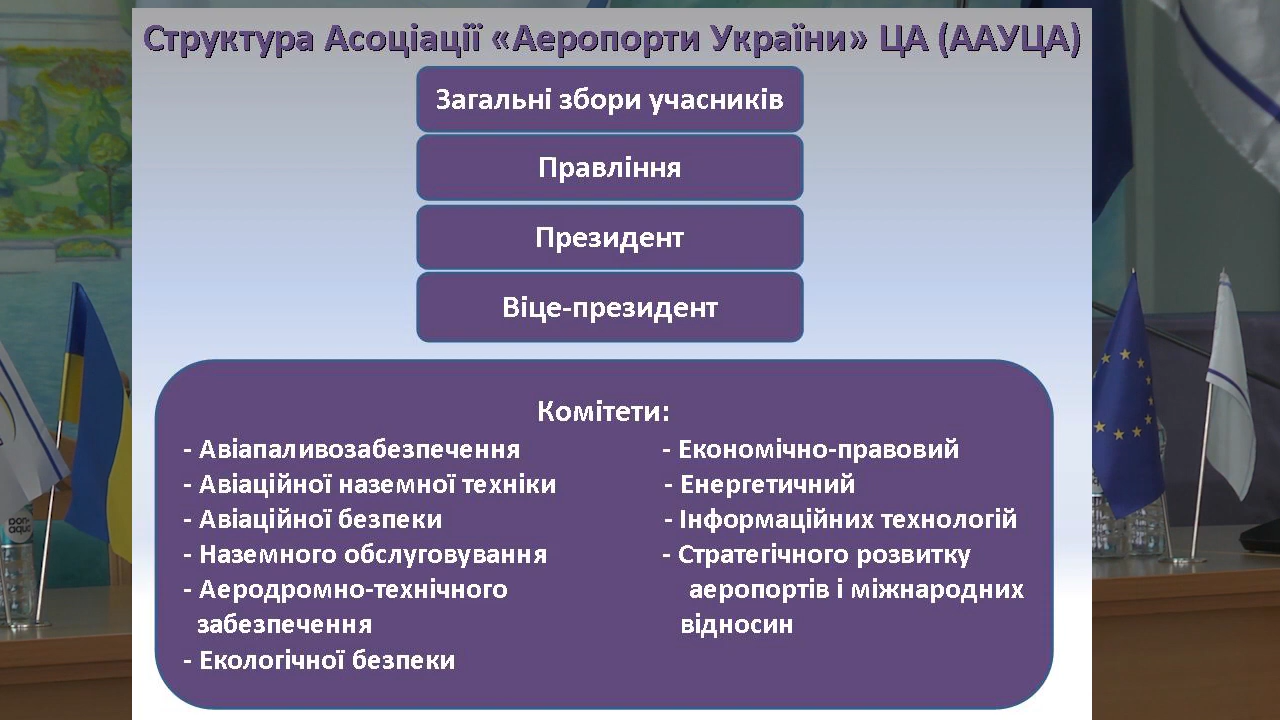 Структура Асоціації «Аеропорти України» ЦА (ААУЦА)
Загальні збори учасників
Правління
Президент
Віце-президент
Комітети:
- Авіапаливозабезпечення
- Авіаційної наземної техніки
- Авіаційної безпеки
- Наземного обслуговування
- Аеродромно-технічного
забезпечення
- Екологічної безпеки
- Економічно-правовий
- Енергетичний
- Інформаційних технологій
- Стратегічного розвитку
аеропортів і міжнародних
відносин